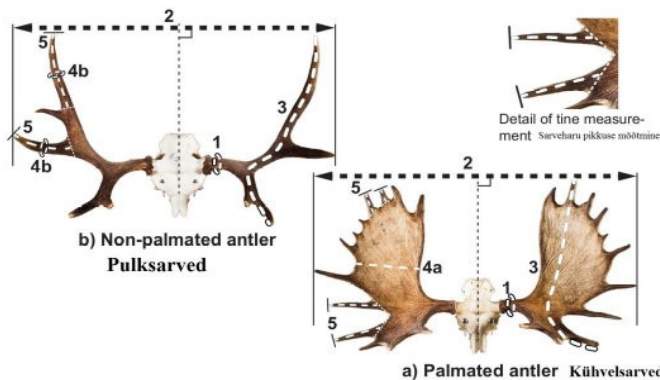 2
5
4b
3
5
1
4b
b) Non-palmated antler
Pulksarved
Detail of tine measure-
ment Sarveharu pikkuse mõõtmine
2
5
4a
3
1
5
a) Palmated antler Kühvelsarved